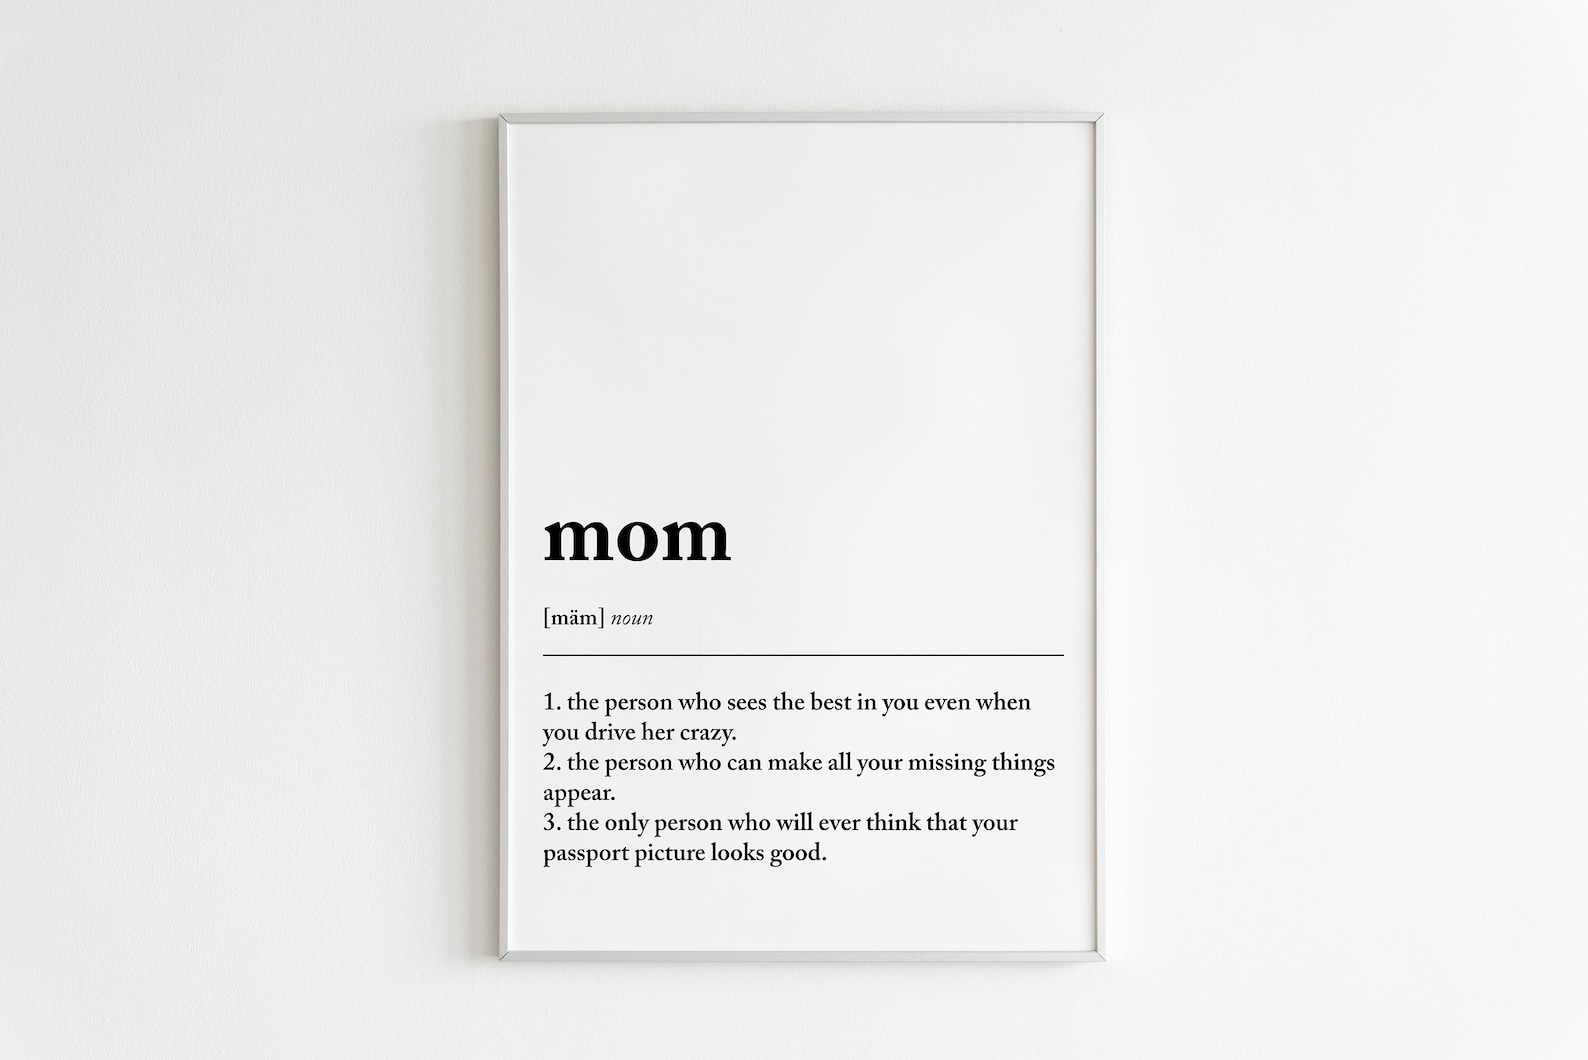 mom
[mäm] noun
1. the person who sees the best in you even when
you drive her crazy.
2. the person who can make all your missing things
appear.
3. the only person who will ever think that your
passport picture looks good.